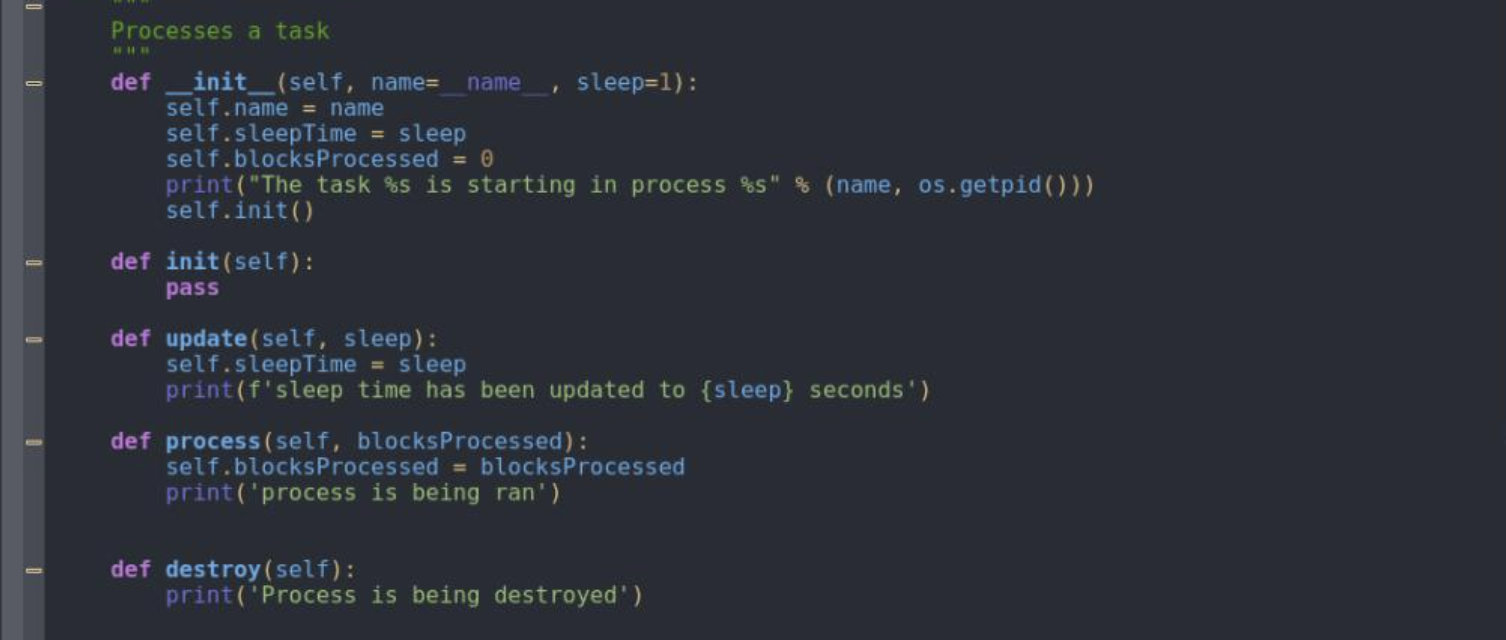 """
Processes a task
"""
def __init__(self, name=__name__, sleep=1):
    self.name = name
    self.sleepTime = sleep
    self.blocksProcessed = 0
    print("The task %s is starting in process %s" % (name, os.getpid()))
    self.init()
def init(self):
    pass
def update(self, sleep):
    self.sleepTime = sleep
    print(f'sleep time has been updated to {sleep} seconds')
def process(self, blocksProcessed):
    self.blocksProcessed = blocksProcessed
    print('process is being ran')
def destroy(self):
    print('Process is being destroyed')